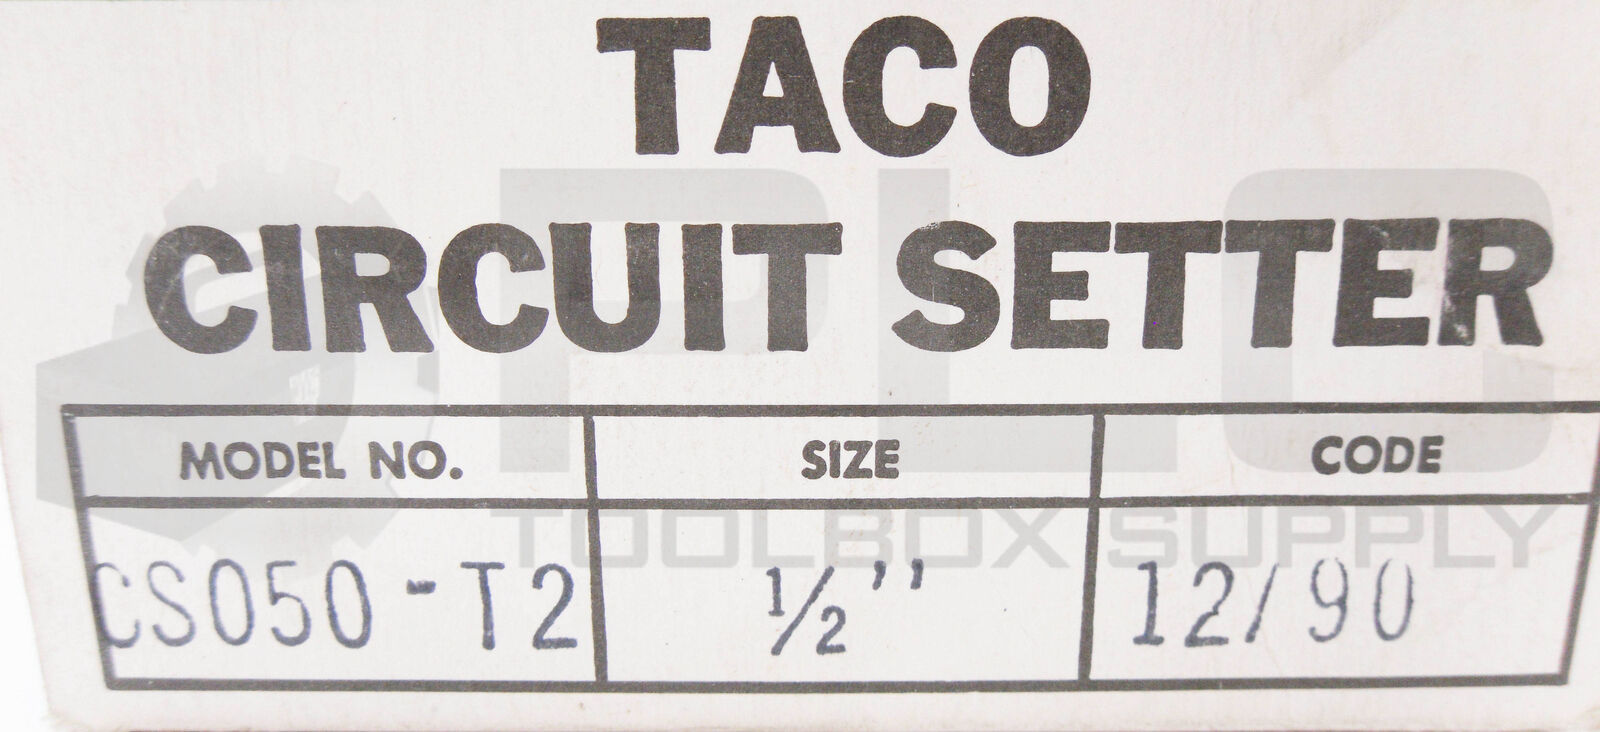 TACO
CIRCUIT SETTER
MODEL NO. SIZE CODE
CS050-T2 ½" 12/90
PLC
TOOLBOX SUPPLY